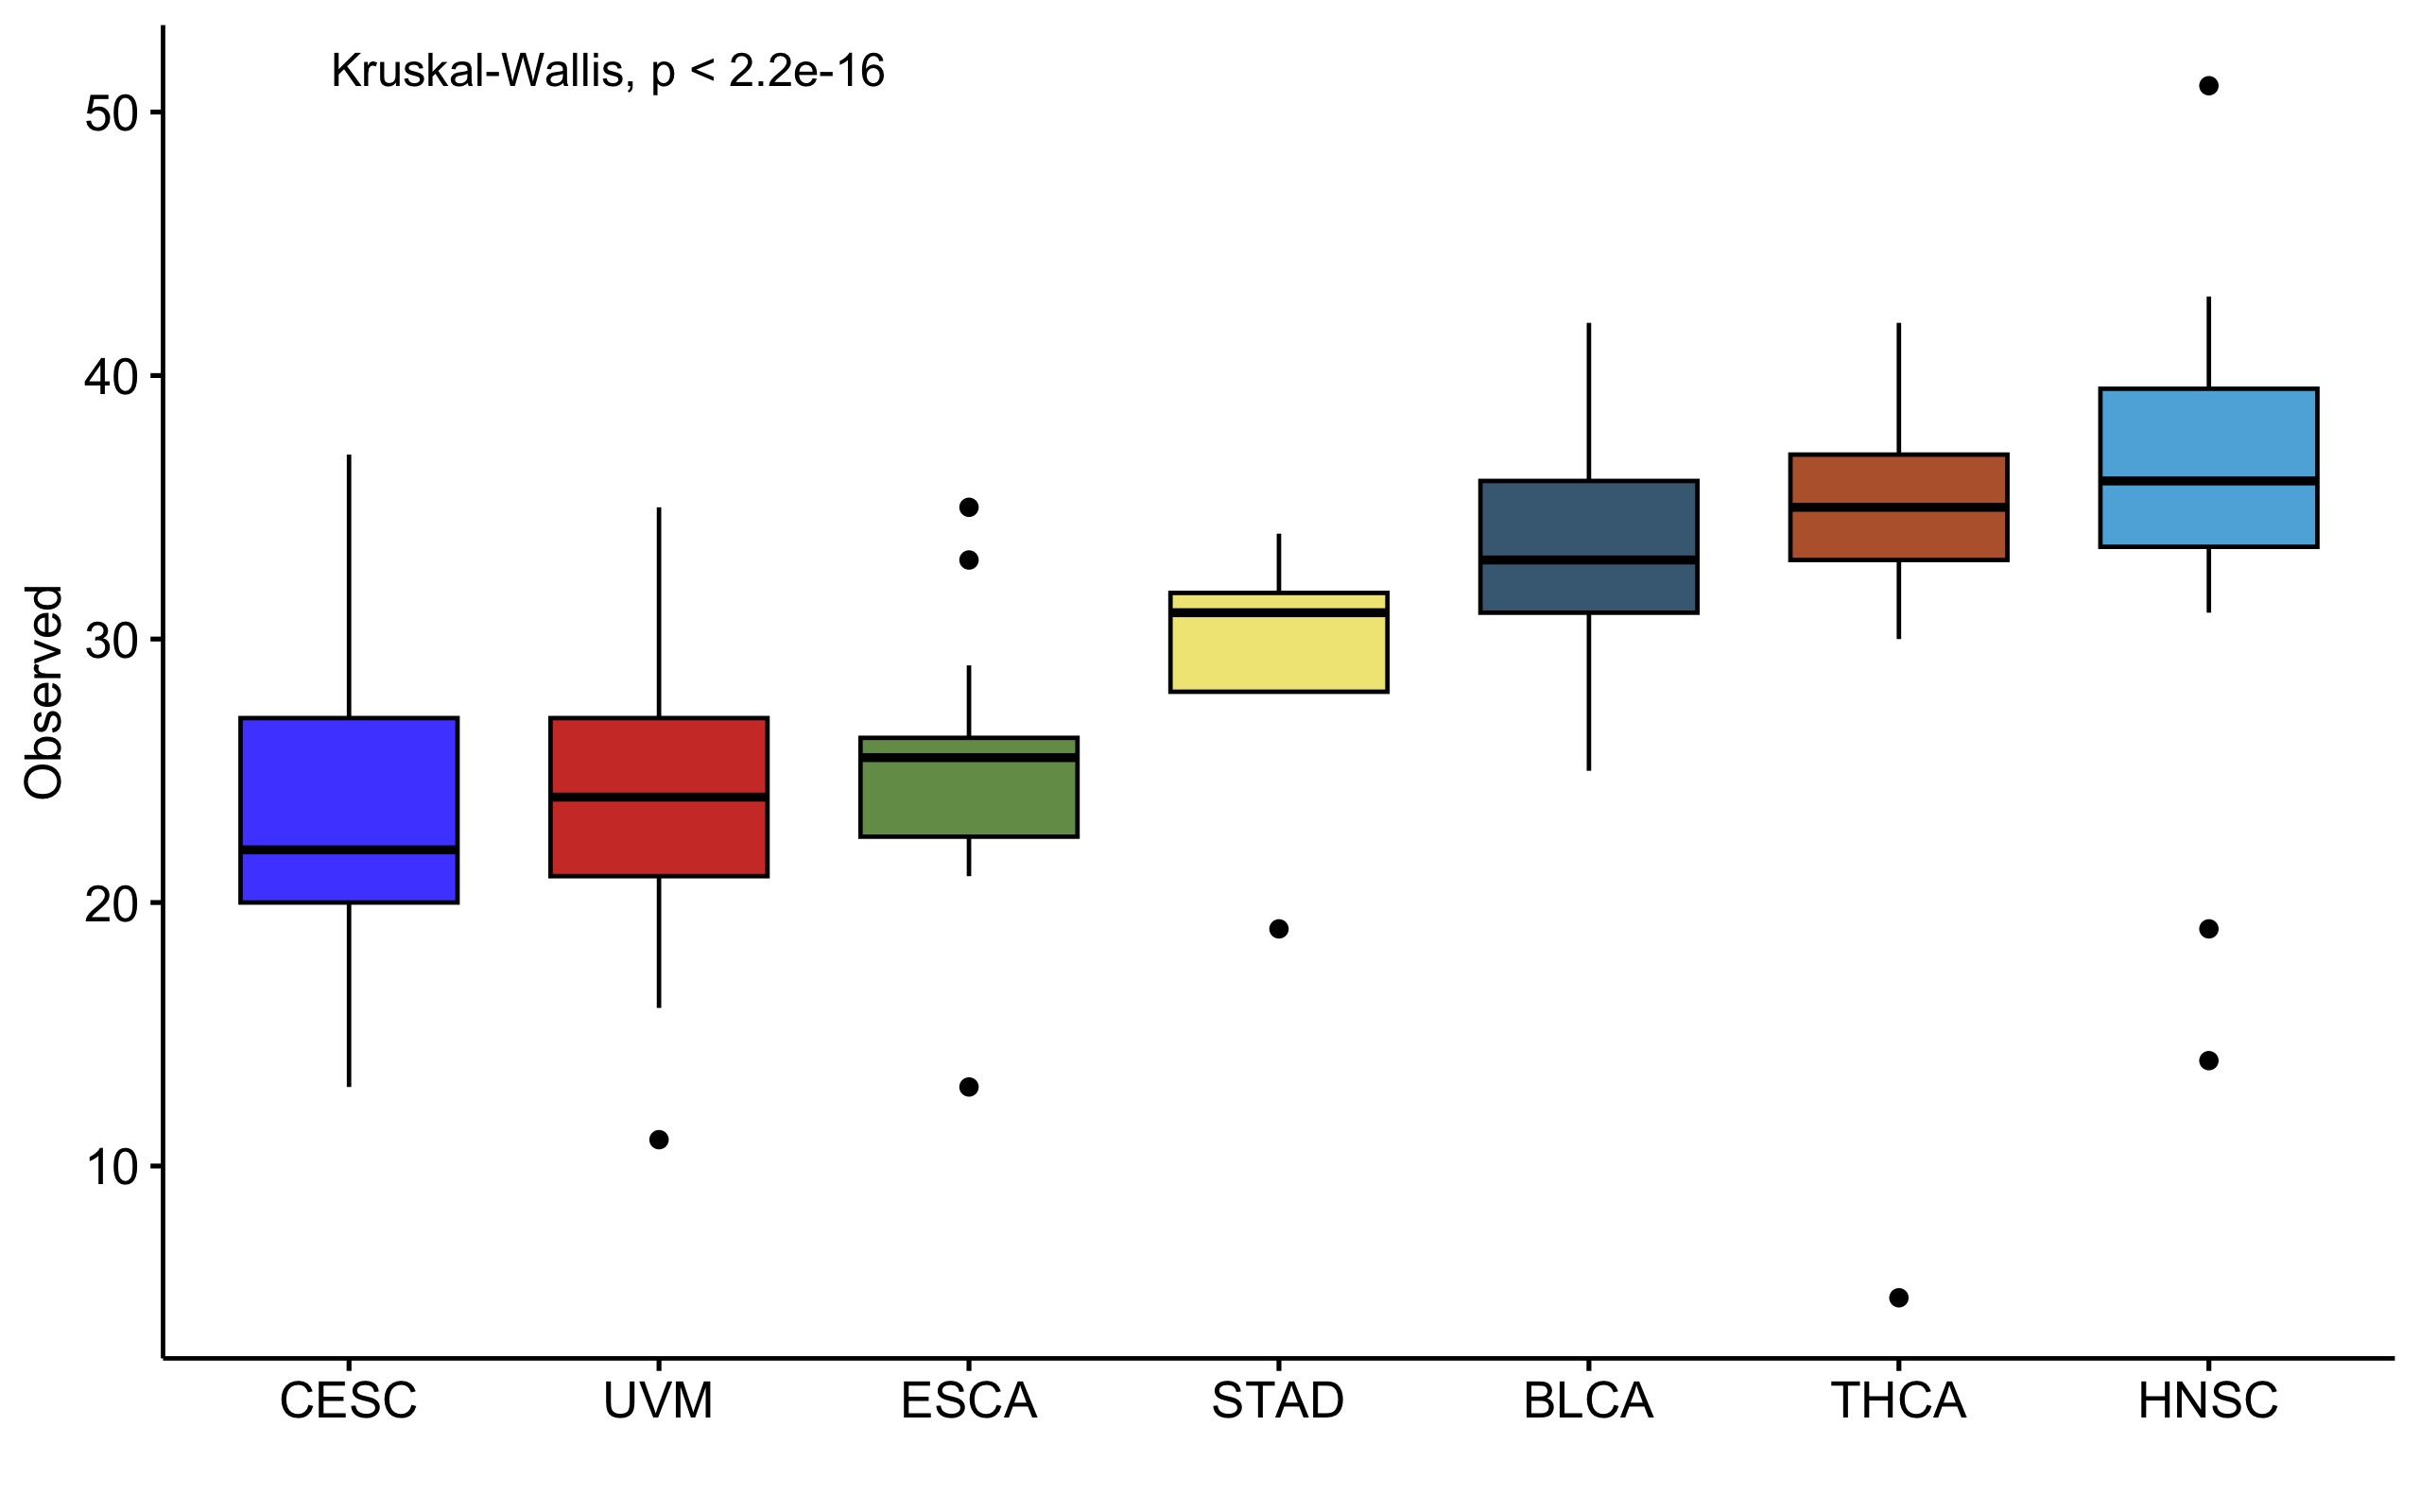 Kruskal-Wallis, p < 2.2e-16
50
40
30
20
10
Observed
CESC UVM ESCA STAD BLCA THCA HNSC